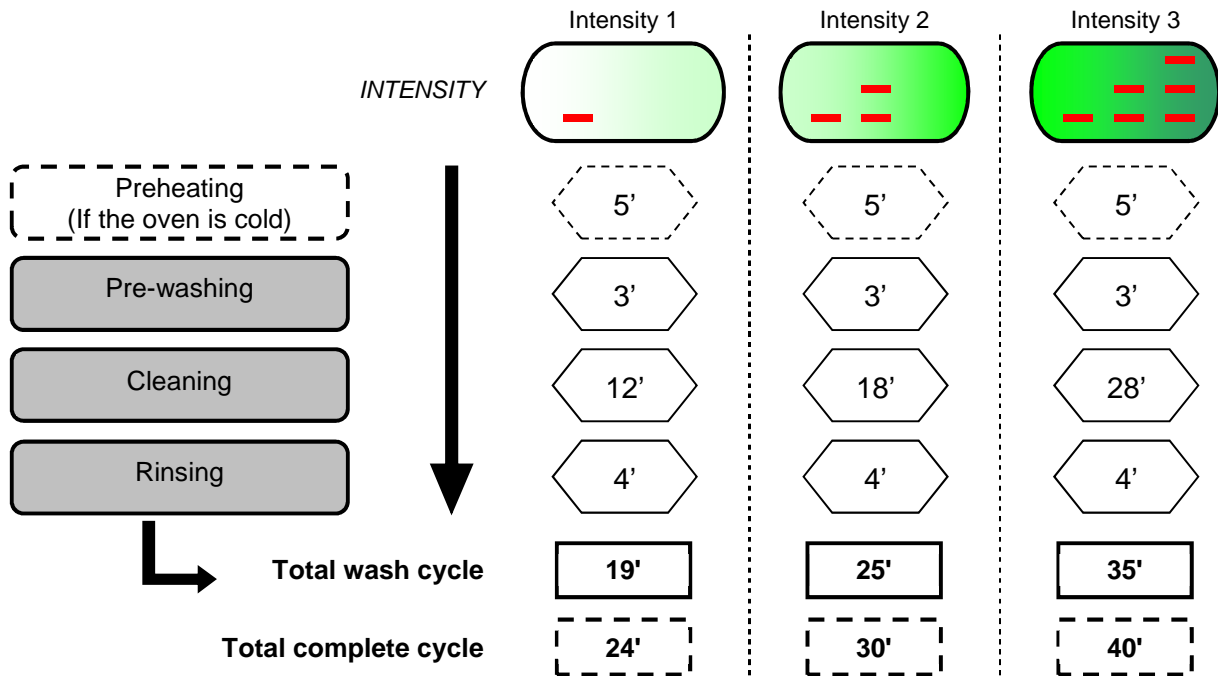 Intensity 1 Intensity 2 Intensity 3
INTENSITY
Preheating
(If the oven is cold)
5’ 5’ 5’
Pre-washing 3’ 3’ 3’
Cleaning 12’ 18’ 28’
Rinsing 4’ 4’ 4’
Total wash cycle 19' 25' 35'
Total complete cycle 24' 30' 40'